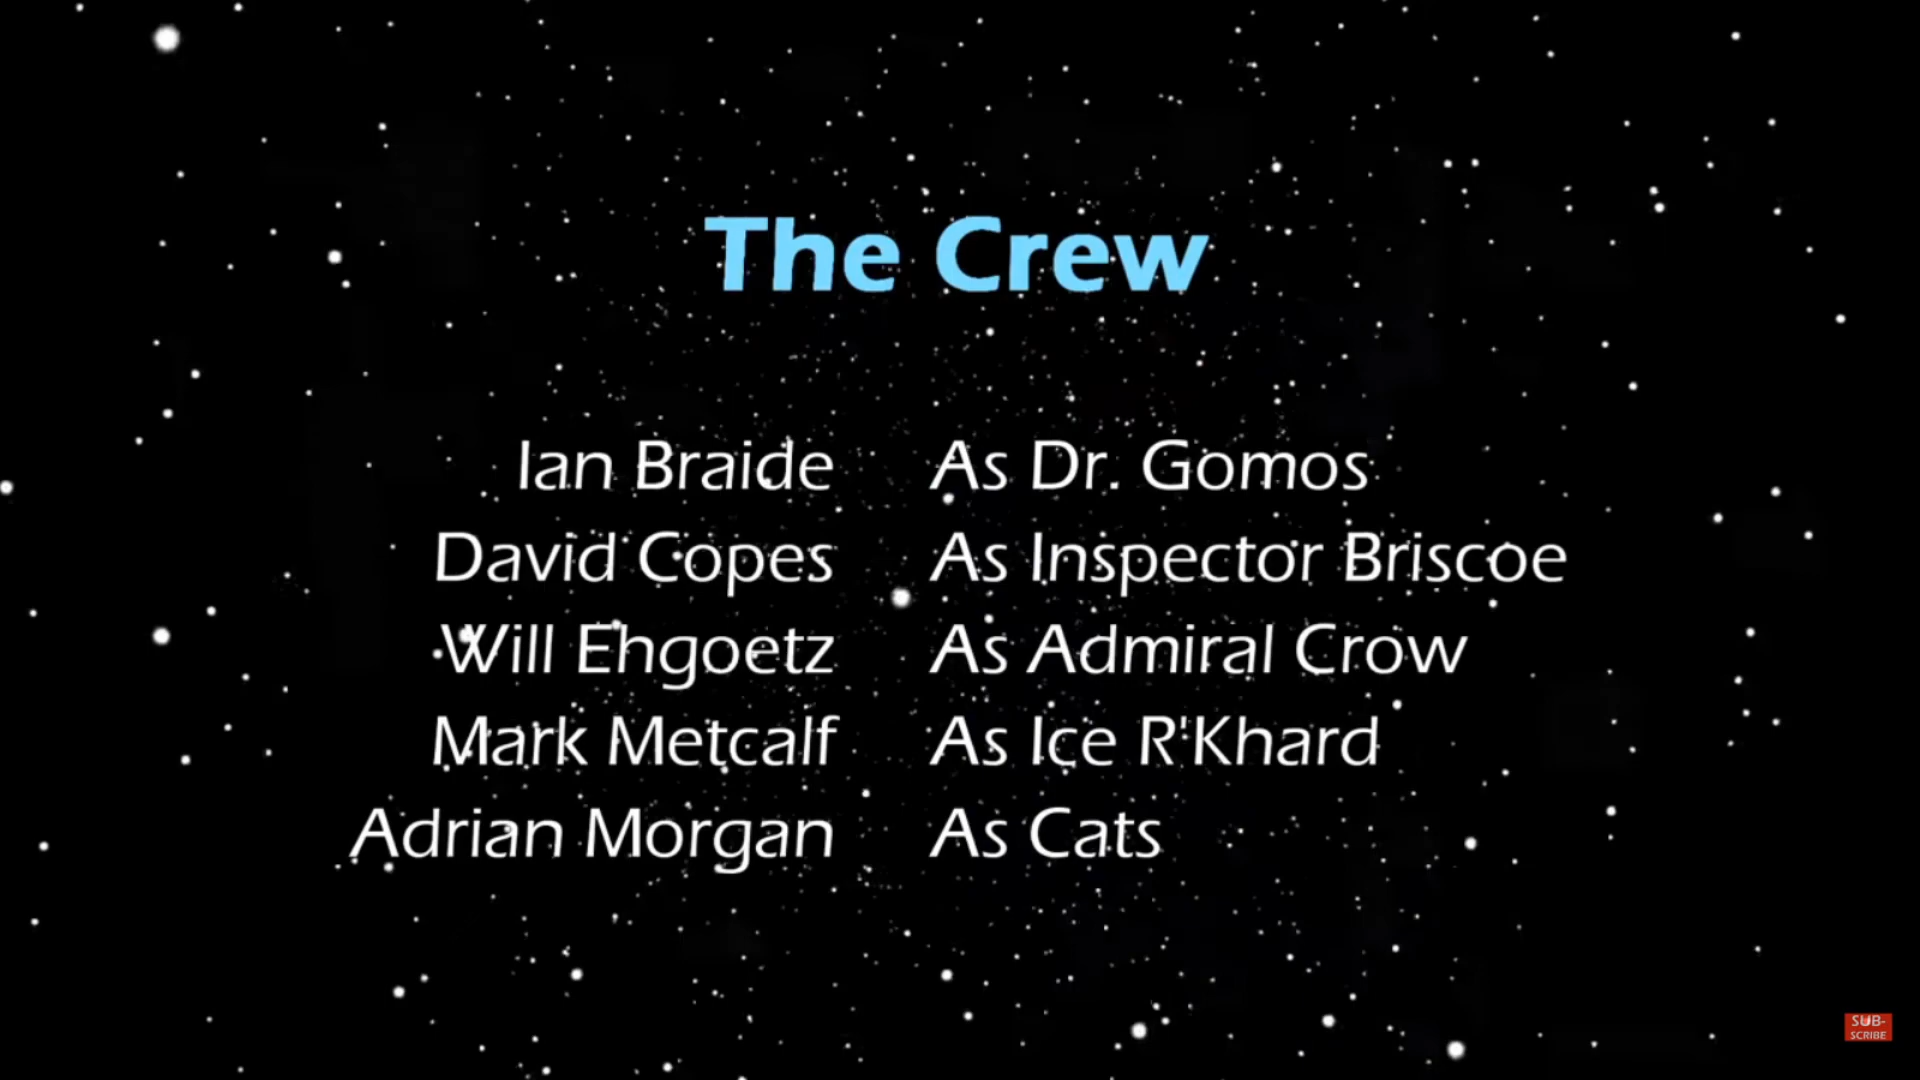 The Crew
Ian Braide As Dr. Gomos
David Copes As Inspector Briscoe
Will Ehgoetz As Admiral Crow
Mark Metcalf As Ice R'Khard
Adrian Morgan As Cats
SUB-
SCRIBE